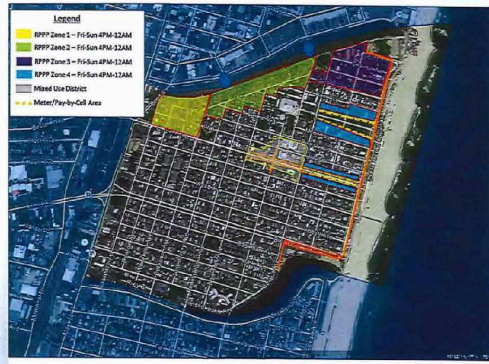 Legend
RPPP Zone 1 - Fri-Sun 4PM-12AM
RPPP Zone 2 - Fri-Sun 4PM-12AM
RPPP Zone 3 - Fri-Sun 4PM-12AM
RPPP Zone 4 - Fri-Sun 4PM-12AM
Mixed Use District
Meter/Pay-by-Cell Area